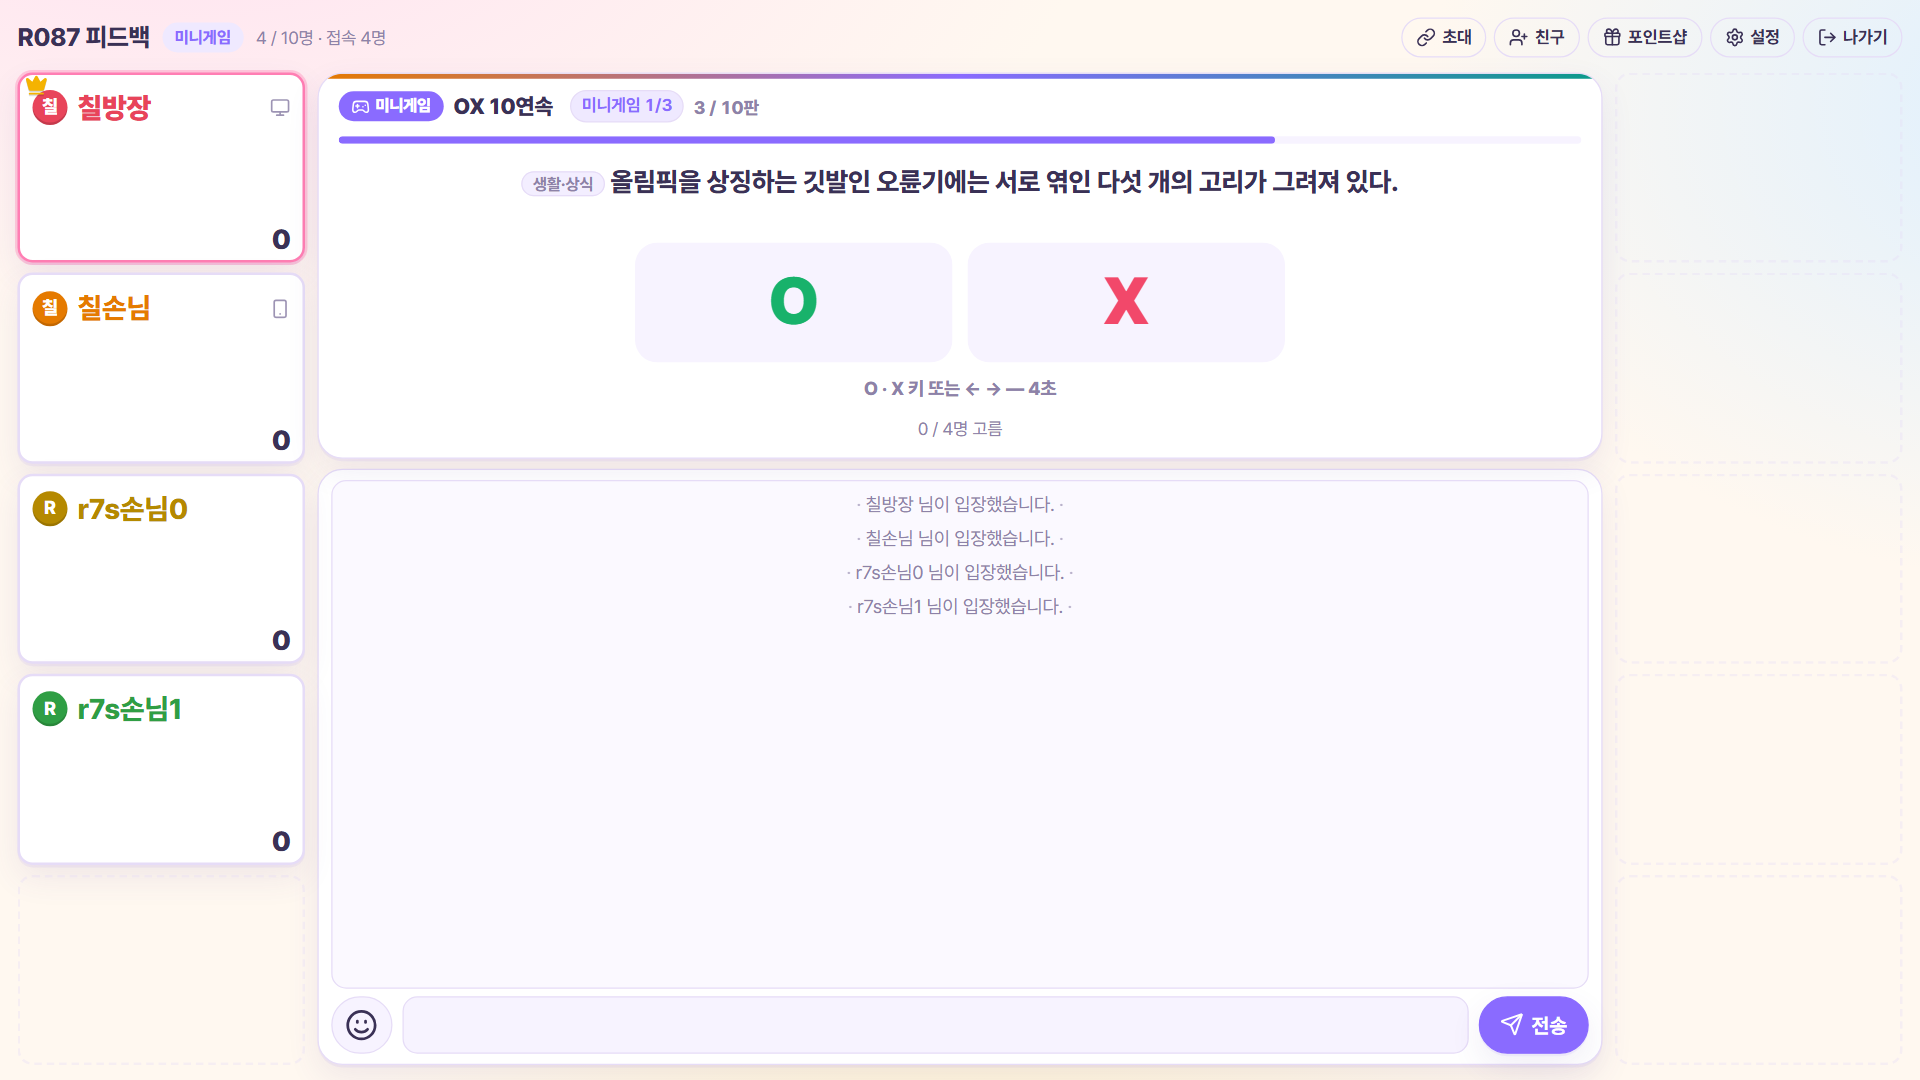 R087 피드백 미니게임 4 / 10명 · 접속 4명
초대 친구 포인트샵 설정 나가기
칠 칠방장
0
칠 칠손님
0
R r7s손님0
0
R r7s손님1
0
미니게임 OX 10연속 미니게임 1/3 3 / 10판
생활·상식 올림픽을 상징하는 깃발인 오륜기에는 서로 엮인 다섯 개의 고리가 그려져 있다.
O X
O · X 키 또는 ← → — 4초
0 / 4명 고름
· 칠방장 님이 입장했습니다. ·
· 칠손님 님이 입장했습니다. ·
· r7s손님0 님이 입장했습니다. ·
· r7s손님1 님이 입장했습니다. ·
전송